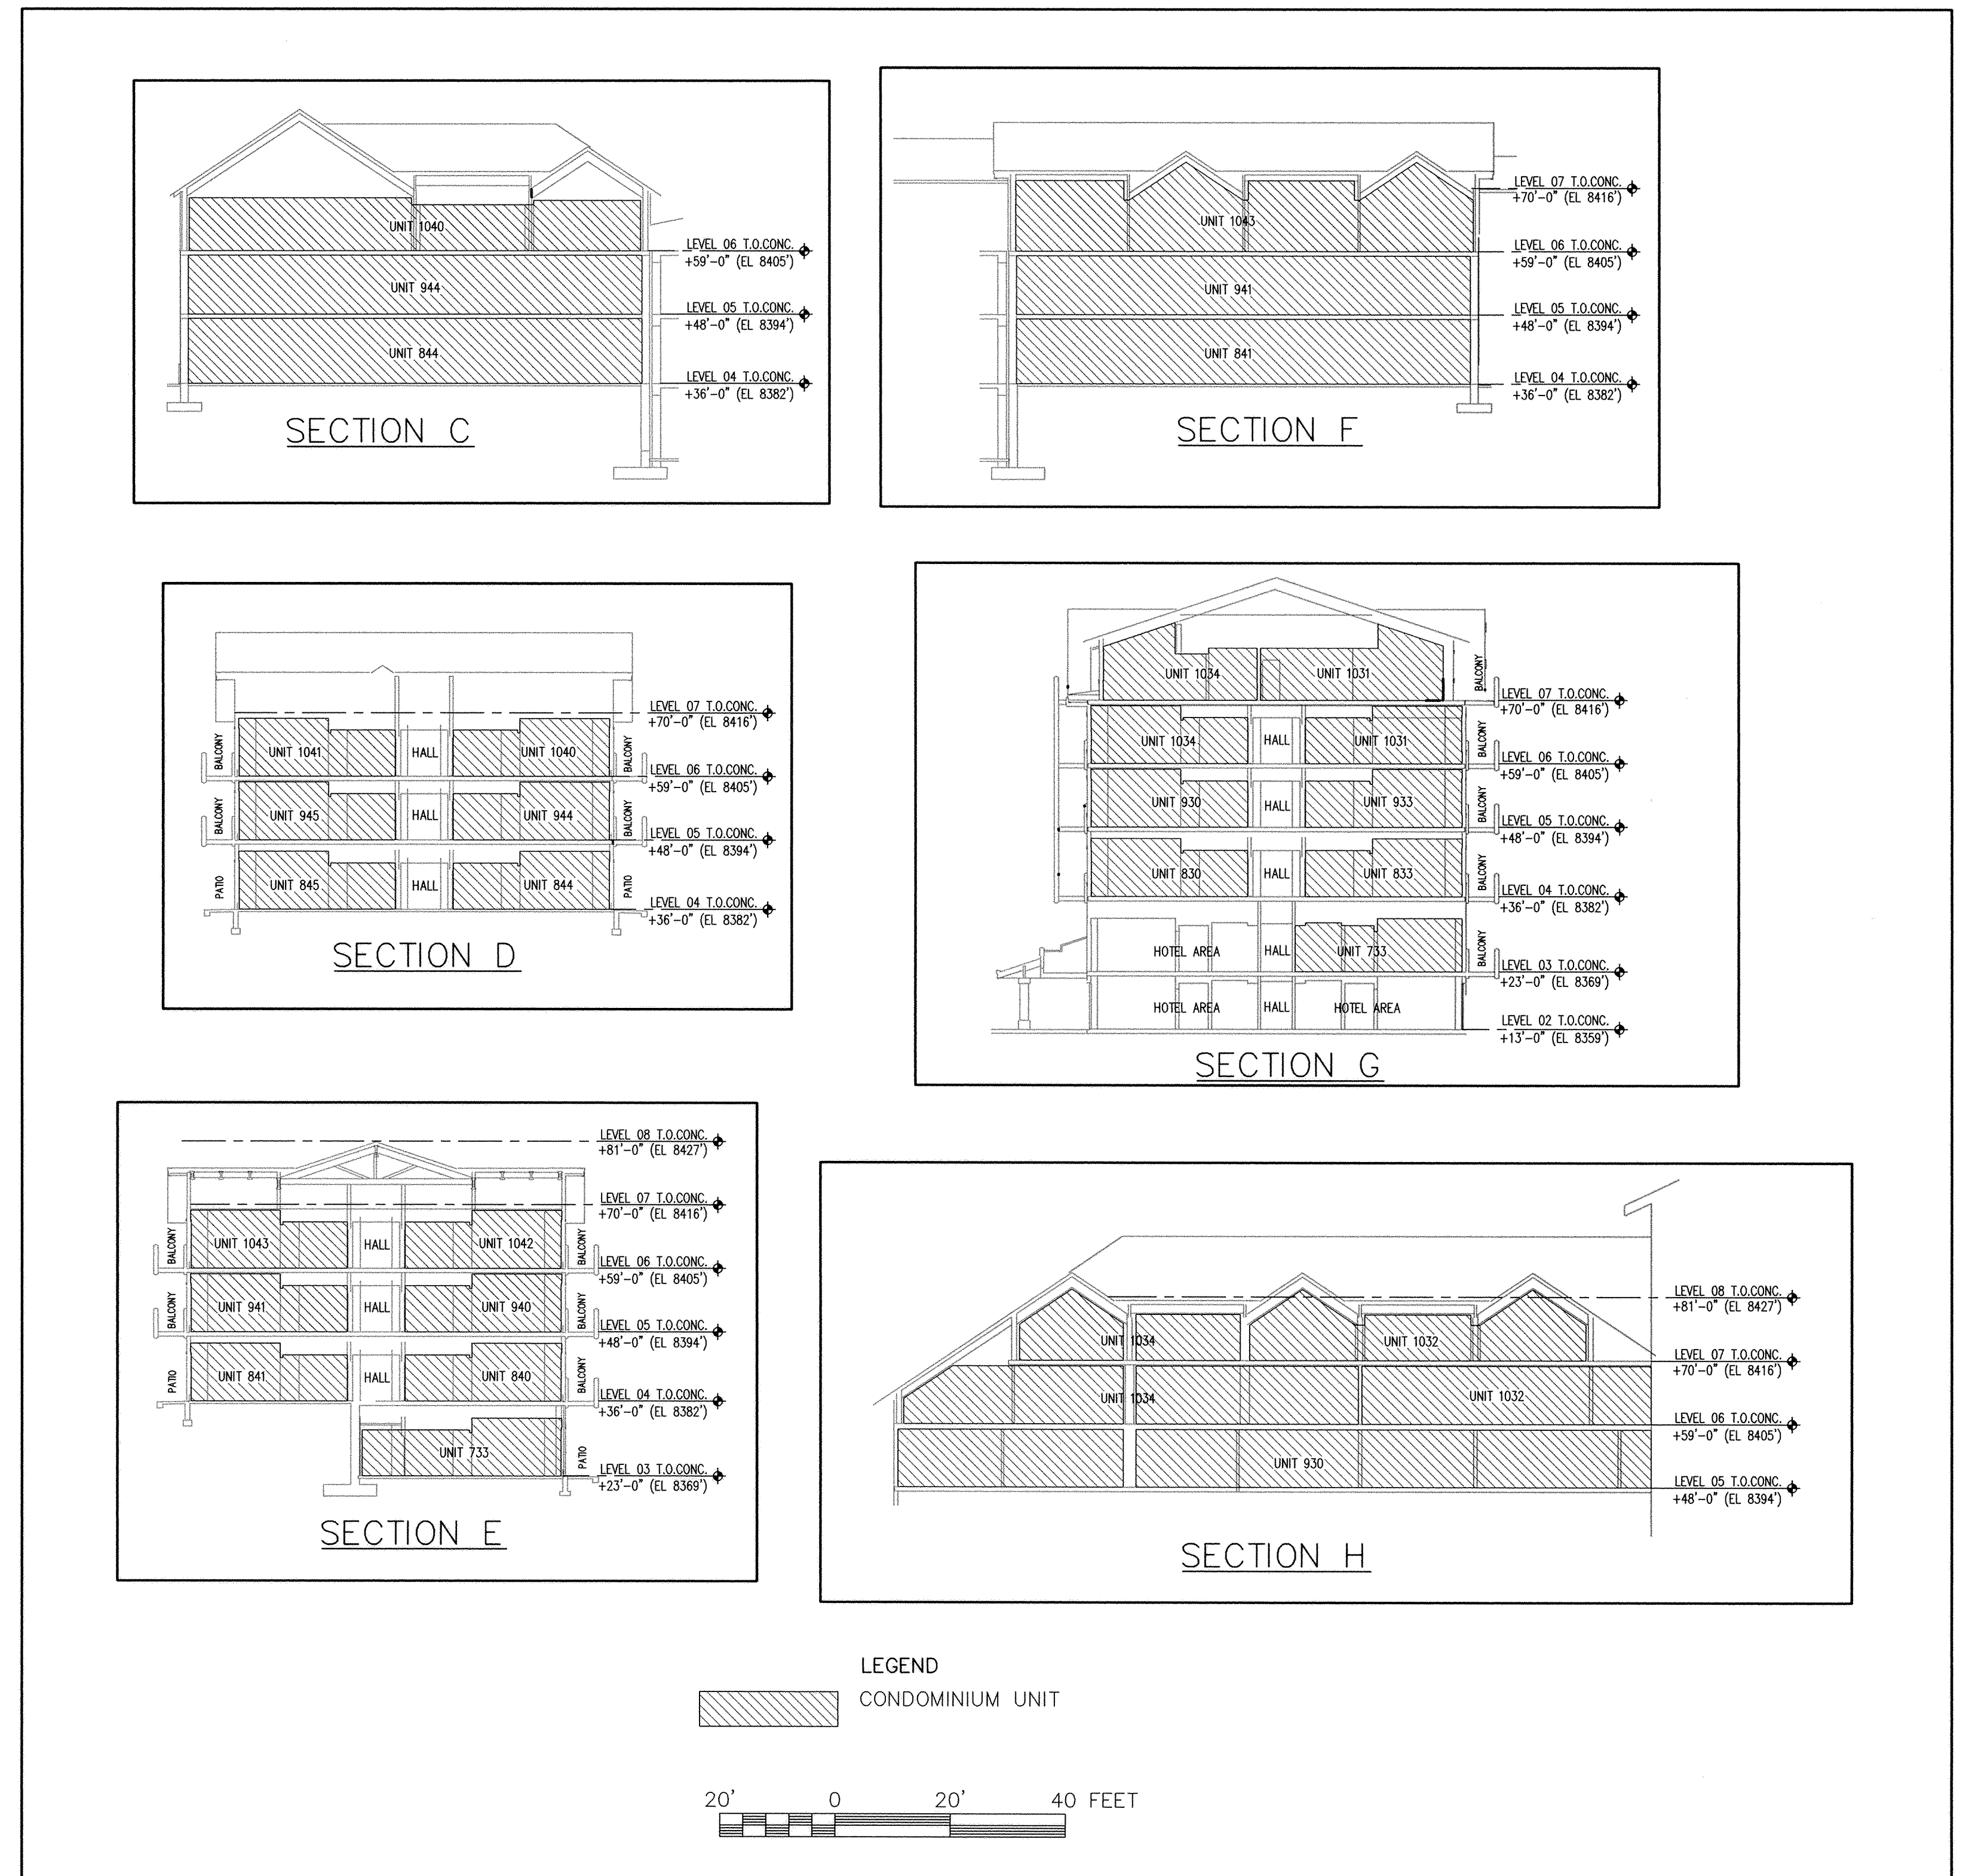 UNIT 1040
LEVEL 06 T.O.CONC.
+59'-0" (EL 8405')
UNIT 944
LEVEL 05 T.O.CONC.
+48'-0" (EL 8394')
UNIT 844
LEVEL 04 T.O.CONC.
+36'-0" (EL 8382')
SECTION C
LEVEL 07 T.O.CONC.
+70'-0" (EL 8416')
UNIT 1043
LEVEL 06 T.O.CONC.
+59'-0" (EL 8405')
UNIT 941
LEVEL 05 T.O.CONC.
+48'-0" (EL 8394')
UNIT 841
LEVEL 04 T.O.CONC.
+36'-0" (EL 8382')
SECTION F
LEVEL 07 T.O.CONC.
+70'-0" (EL 8416')
BALCONY UNIT 1041 HALL UNIT 1040 BALCONY
LEVEL 06 T.O.CONC.
+59'-0" (EL 8405')
BALCONY UNIT 945 HALL UNIT 944 BALCONY
LEVEL 05 T.O.CONC.
+48'-0" (EL 8394')
PATIO UNIT 845 HALL UNIT 844 PATIO
LEVEL 04 T.O.CONC.
+36'-0" (EL 8382')
SECTION D
UNIT 1034 UNIT 1031 BALCONY
LEVEL 07 T.O.CONC.
+70'-0" (EL 8416')
UNIT 1034 HALL UNIT 1031 BALCONY
LEVEL 06 T.O.CONC.
+59'-0" (EL 8405')
UNIT 930 HALL UNIT 933 BALCONY
LEVEL 05 T.O.CONC.
+48'-0" (EL 8394')
UNIT 830 HALL UNIT 833 BALCONY
LEVEL 04 T.O.CONC.
+36'-0" (EL 8382')
HOTEL AREA HALL UNIT 733 BALCONY
LEVEL 03 T.O.CONC.
+23'-0" (EL 8369')
HOTEL AREA HALL HOTEL AREA
LEVEL 02 T.O.CONC.
+13'-0" (EL 8359')
SECTION G
LEVEL 08 T.O.CONC.
+81'-0" (EL 8427')
LEVEL 07 T.O.CONC.
+70'-0" (EL 8416')
BALCONY UNIT 1043 HALL UNIT 1042 BALCONY
LEVEL 06 T.O.CONC.
+59'-0" (EL 8405')
BALCONY UNIT 941 HALL UNIT 940 BALCONY
LEVEL 05 T.O.CONC.
+48'-0" (EL 8394')
PATIO UNIT 841 HALL UNIT 840 BALCONY
LEVEL 04 T.O.CONC.
+36'-0" (EL 8382')
UNIT 733 PATIO
LEVEL 03 T.O.CONC.
+23'-0" (EL 8369')
SECTION E
LEVEL 08 T.O.CONC.
+81'-0" (EL 8427')
UNIT 1034 UNIT 1032
LEVEL 07 T.O.CONC.
+70'-0" (EL 8416')
UNIT 1034 UNIT 1032
LEVEL 06 T.O.CONC.
+59'-0" (EL 8405')
UNIT 930
LEVEL 05 T.O.CONC.
+48'-0" (EL 8394')
SECTION H
LEGEND
CONDOMINIUM UNIT
20' 0 20' 40 FEET